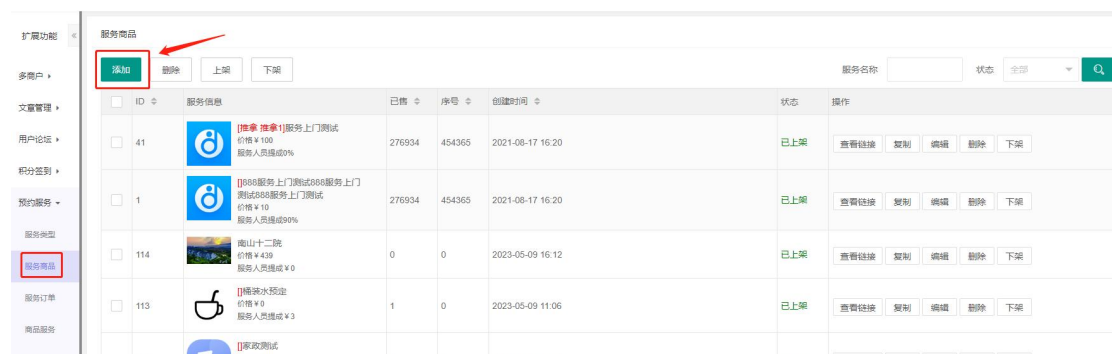 扩展功能
«
服务商品
添加
删除
上架
下架
服务名称
状态
全部
多商户
文章管理
用户论坛
积分签到
预约服务
服务类型
服务商品
服务订单
商品服务
ID
服务信息
已售
序号
创建时间
状态
操作
41
[推拿 推拿1]服务上门测试
价格￥100
服务人员提成0%
276934
454365
2021-08-17 16:20
已上架
查看链接 复制 编辑 删除 下架
1
[]888服务上门测试888服务上门
测试888服务上门测试
价格￥10
服务人员提成90%
276934
454365
2021-08-17 16:20
已上架
查看链接 复制 编辑 删除 下架
114
南山十二院
价格￥439
服务人员提成￥0
0
0
2023-05-09 16:12
已上架
查看链接 复制 编辑 删除 下架
113
[]桶装水预定
价格￥0
服务人员提成￥3
1
0
2023-05-09 11:06
已上架
查看链接 复制 编辑 删除 下架
[]家政测试